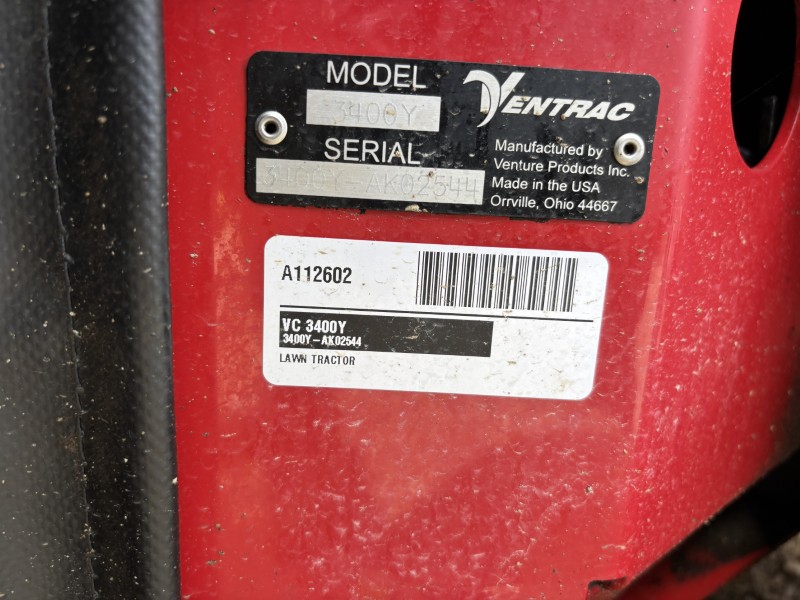 MODEL
VENTRAC
3400Y
SERIAL
3400Y-AK02544
Manufactured by
Venture Products Inc.
Made in the USA
Orrville, Ohio 44667
A112602
VC 3400Y
3400Y-AK02544
LAWN TRACTOR